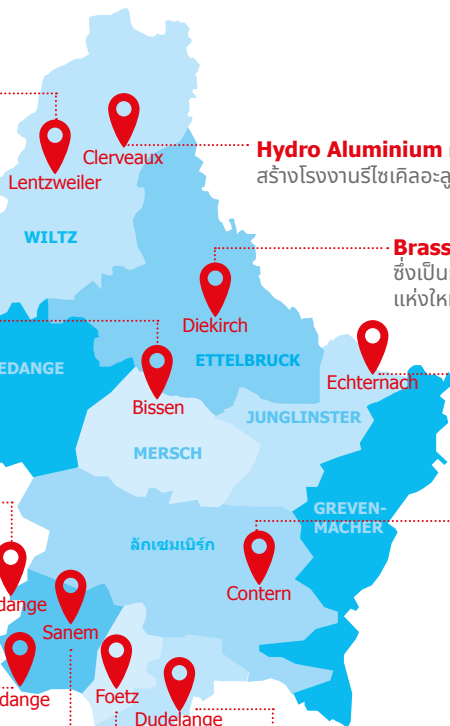 Clerveaux
Lentzweiler
Hydro Aluminium
สร้างโรงงานรีไซเคิลอะลู
WILTZ
Brass
ซึ่งเป็น
แห่งให
Diekirch
EDANGE
ETTELBRUCK
Echternach
Bissen
JUNGLINSTER
MERSCH
GREVEN-
MACHER
ลักเซมเบิร์ก
Contern
dange
Sanem
dange
Foetz
Dudelange